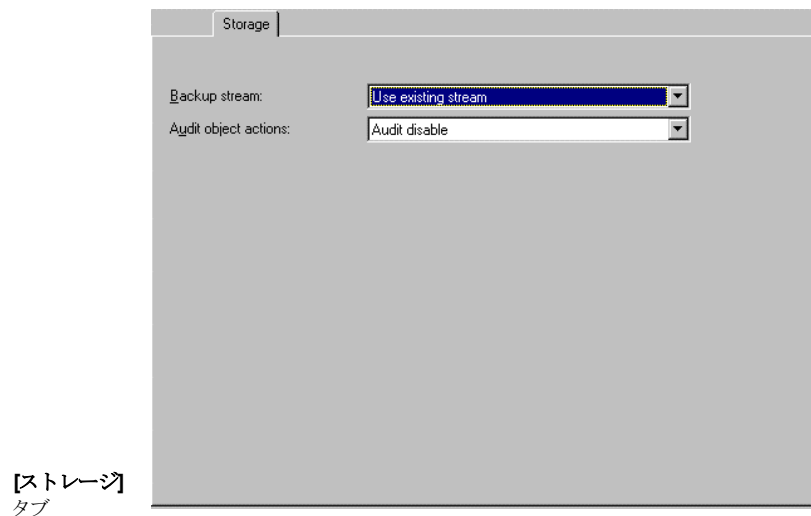 Storage
Backup stream:
Use existing stream
Audit object actions:
Audit disable
[ストレージ]
タブ